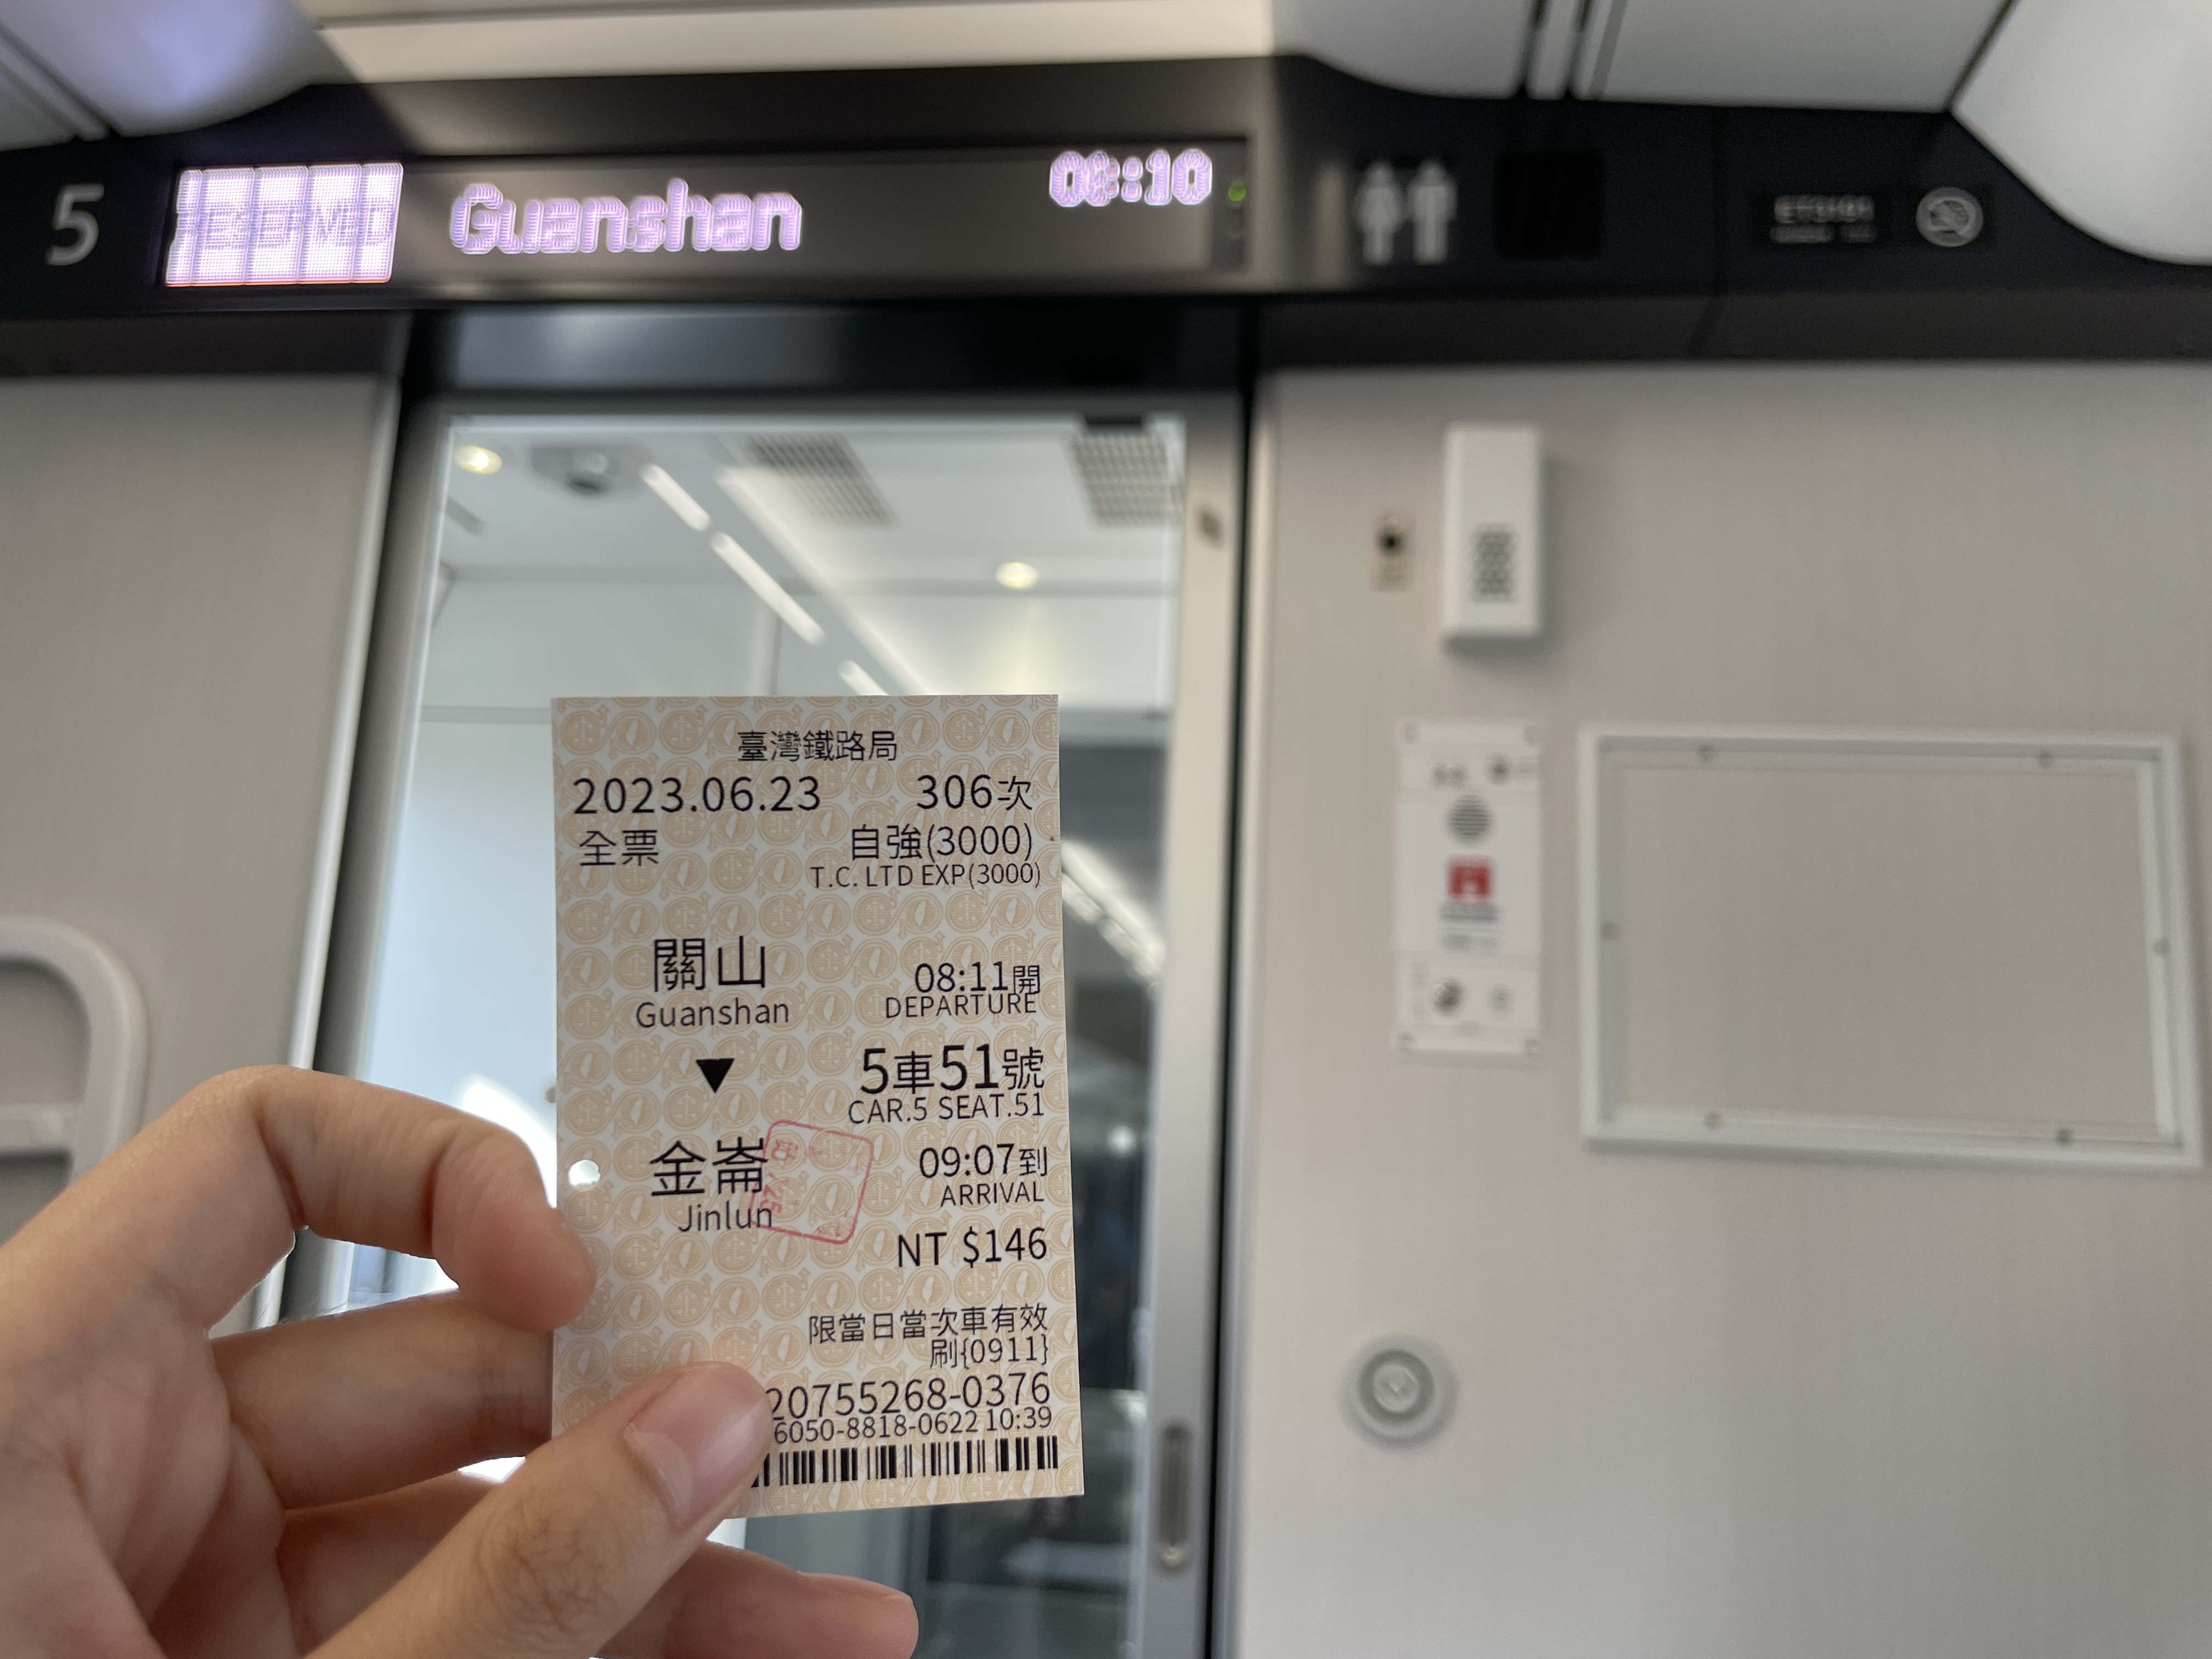 5
RESERVED
Guanshan
08:10
臺灣鐵路局
2023.06.23 306次
全票 自強(3000)
T.C. LTD EXP(3000)
關山 08:11開
Guanshan DEPARTURE
▼ 5車51號
CAR.5 SEAT.51
金崙 09:07到
Jinlun ARRIVAL
NT $146
限當日當次車有效
刷{0911}
20755268-0376
6050-8818-0622 10:39